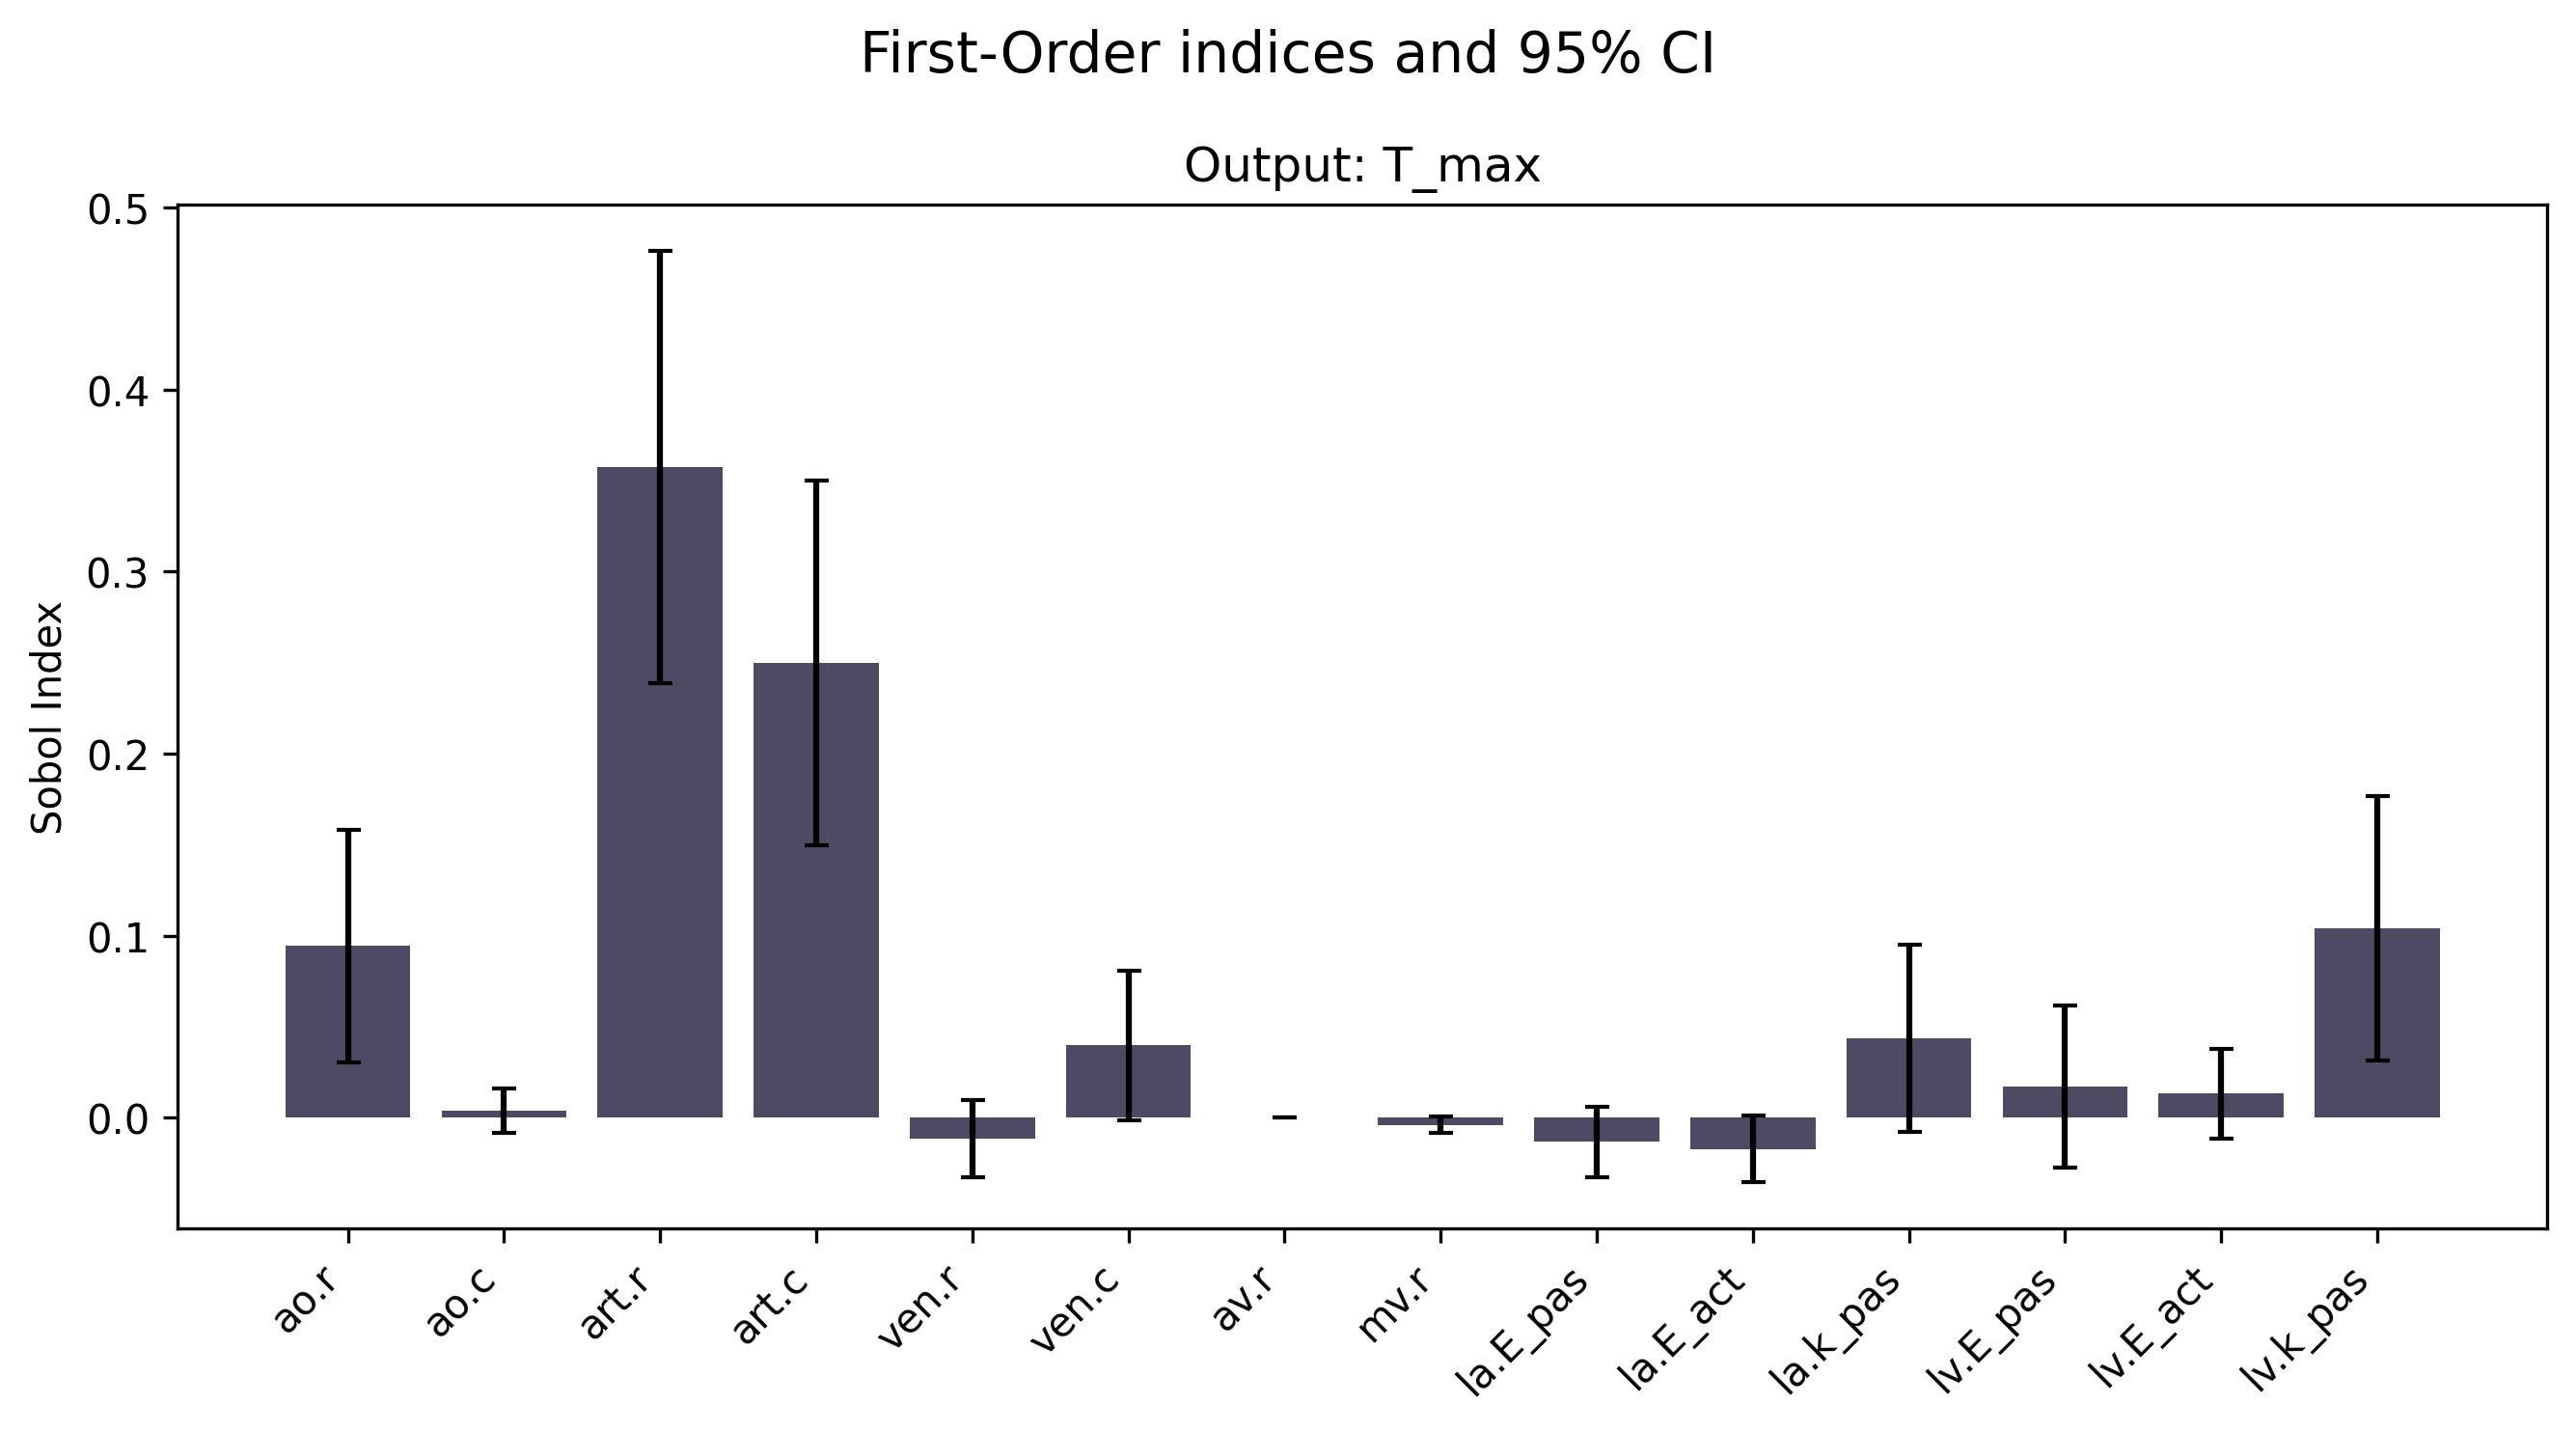 First-Order indices and 95% CI
Output: T_max
Sobol Index
0.5
0.4
0.3
0.2
0.1
0.0
ao.r
ao.c
art.r
art.c
ven.r
ven.c
av.r
mv.r
la.E_pas
la.E_act
la.k_pas
lv.E_pas
lv.E_act
lv.k_pas